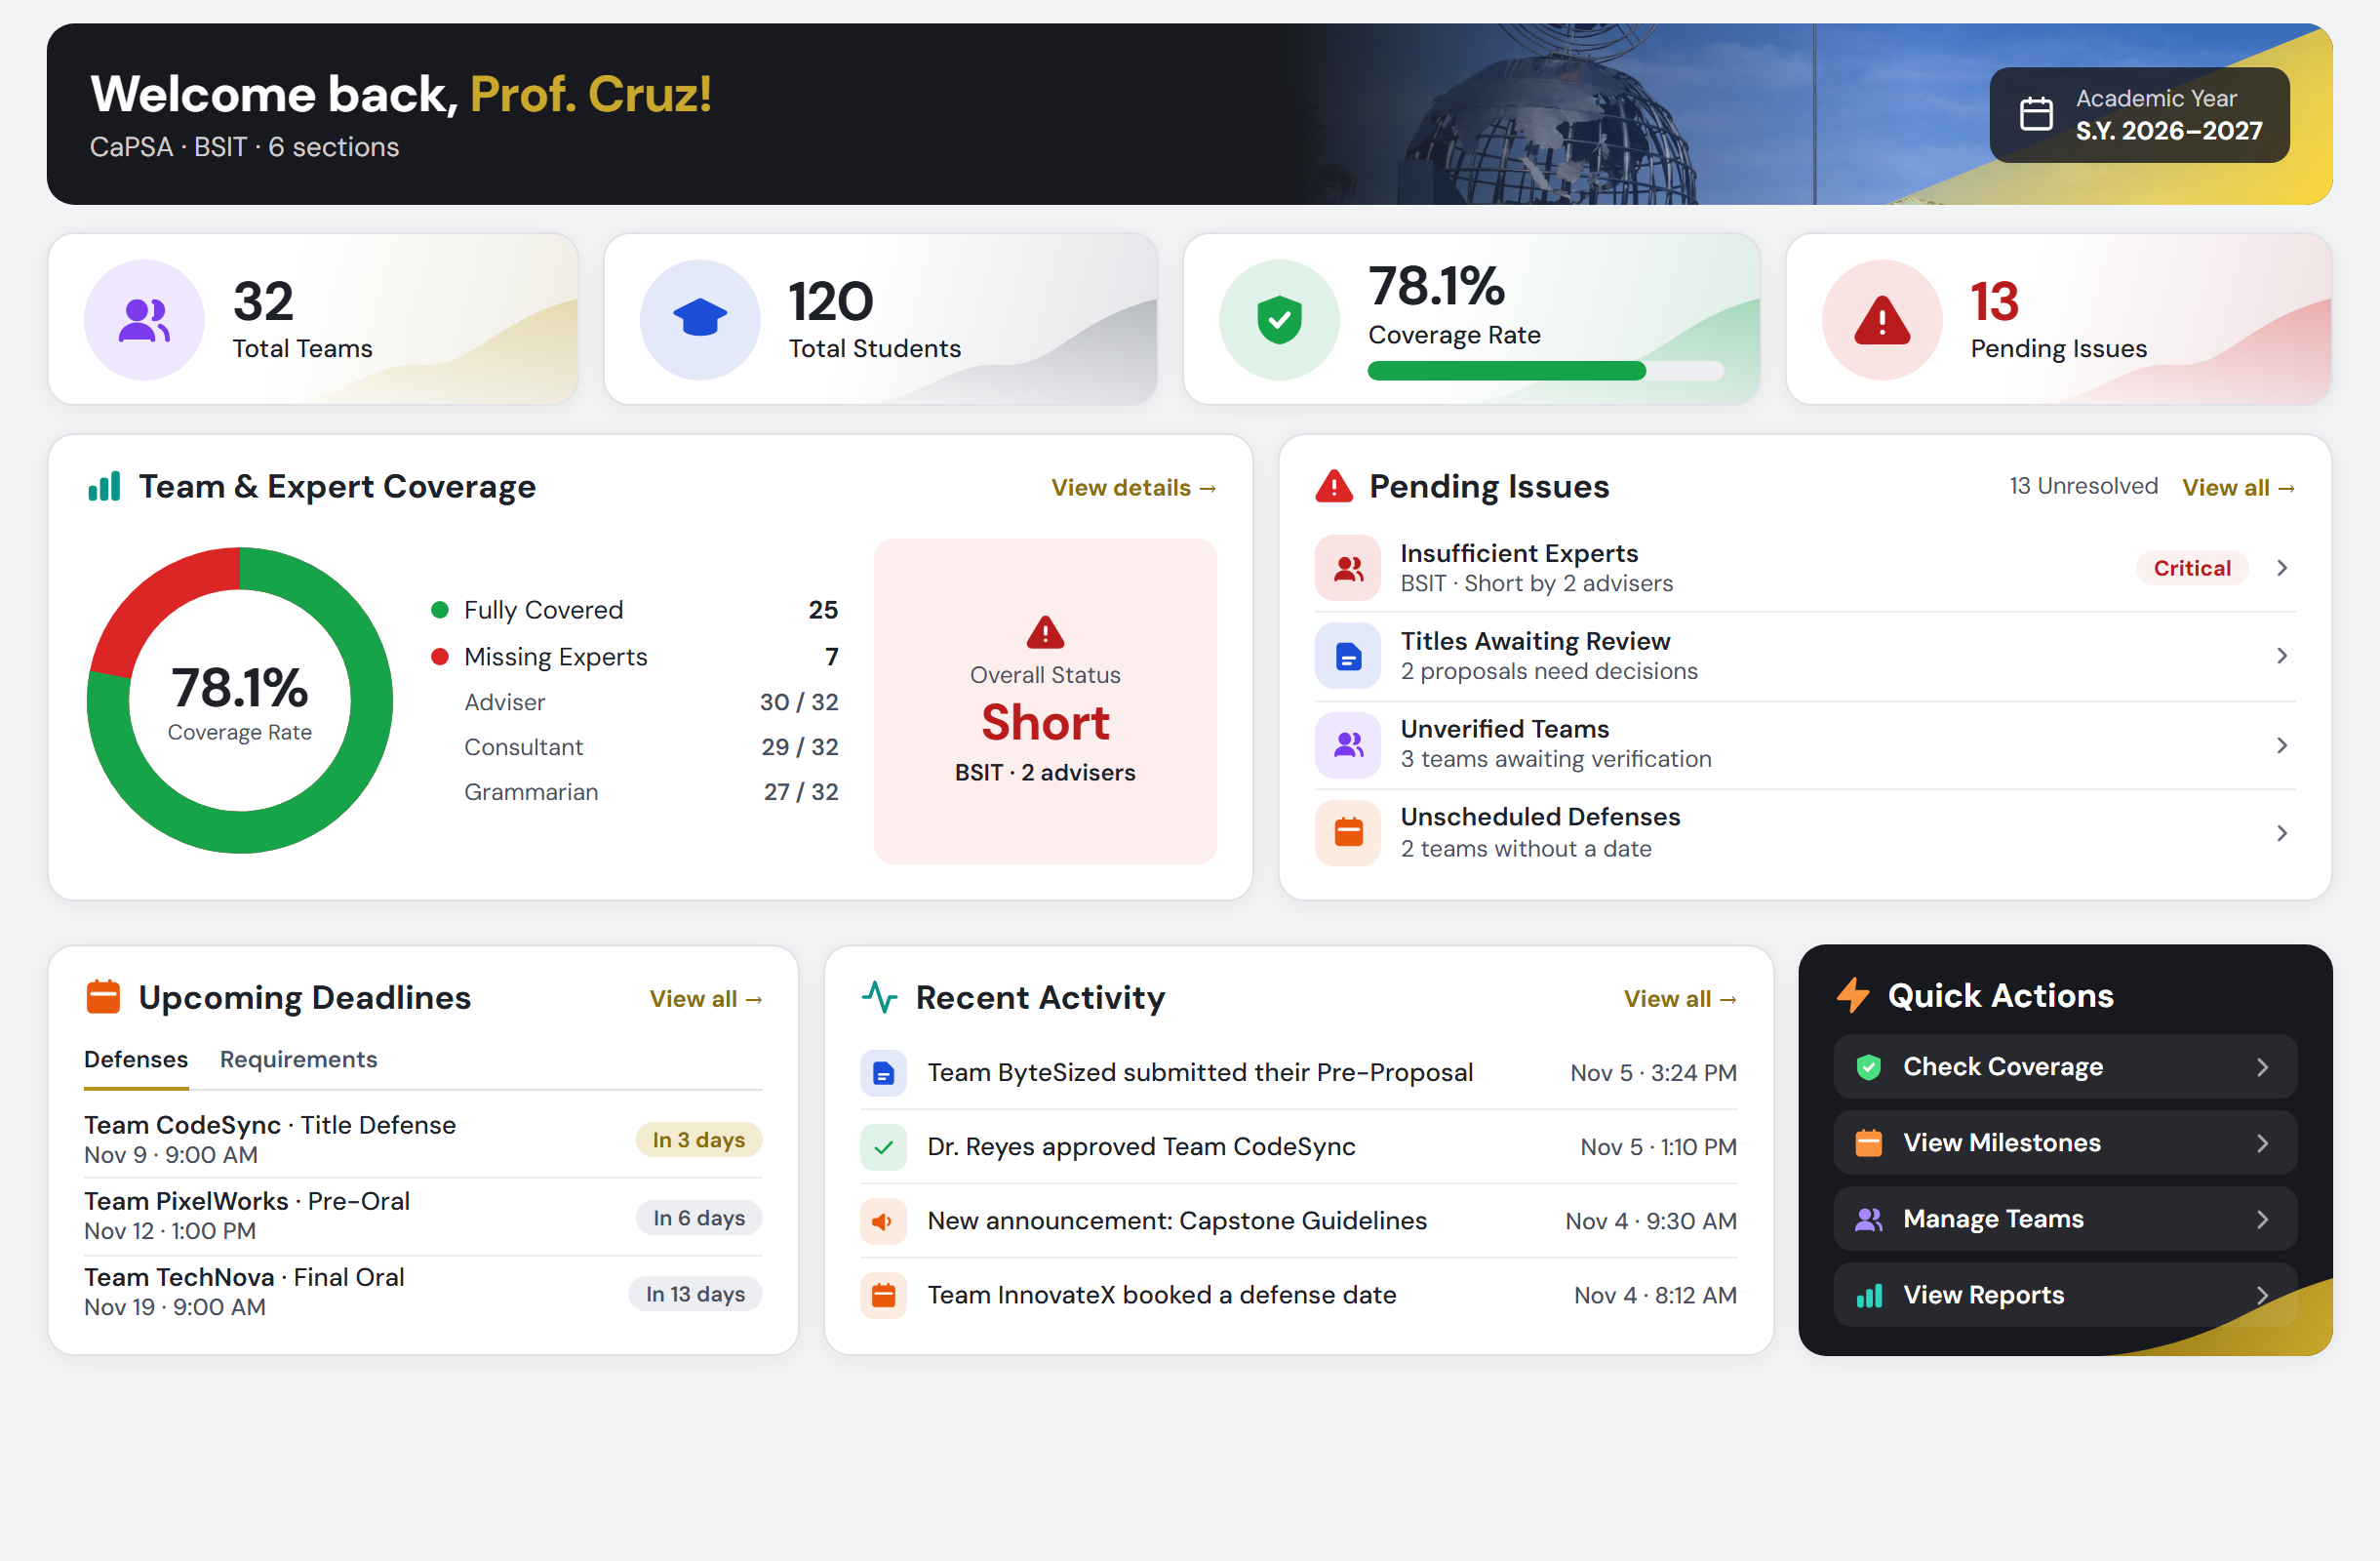 Welcome back, Prof. Cruz!
CaPSA · BSIT · 6 sections
Academic Year
S.Y. 2026–2027
32
Total Teams
120
Total Students
78.1%
Coverage Rate
13
Pending Issues
Team & Expert Coverage
View details →
78.1%
Coverage Rate
Fully Covered 25
Missing Experts 7
Adviser 30 / 32
Consultant 29 / 32
Grammarian 27 / 32
Overall Status
Short
BSIT · 2 advisers
Pending Issues
13 Unresolved View all →
Insufficient Experts
BSIT · Short by 2 advisers
Critical
Titles Awaiting Review
2 proposals need decisions
Unverified Teams
3 teams awaiting verification
Unscheduled Defenses
2 teams without a date
Upcoming Deadlines
View all →
Defenses Requirements
Team CodeSync · Title Defense
Nov 9 · 9:00 AM
In 3 days
Team PixelWorks · Pre-Oral
Nov 12 · 1:00 PM
In 6 days
Team TechNova · Final Oral
Nov 19 · 9:00 AM
In 13 days
Recent Activity
View all →
Team ByteSized submitted their Pre-Proposal Nov 5 · 3:24 PM
Dr. Reyes approved Team CodeSync Nov 5 · 1:10 PM
New announcement: Capstone Guidelines Nov 4 · 9:30 AM
Team InnovateX booked a defense date Nov 4 · 8:12 AM
Quick Actions
Check Coverage
View Milestones
Manage Teams
View Reports